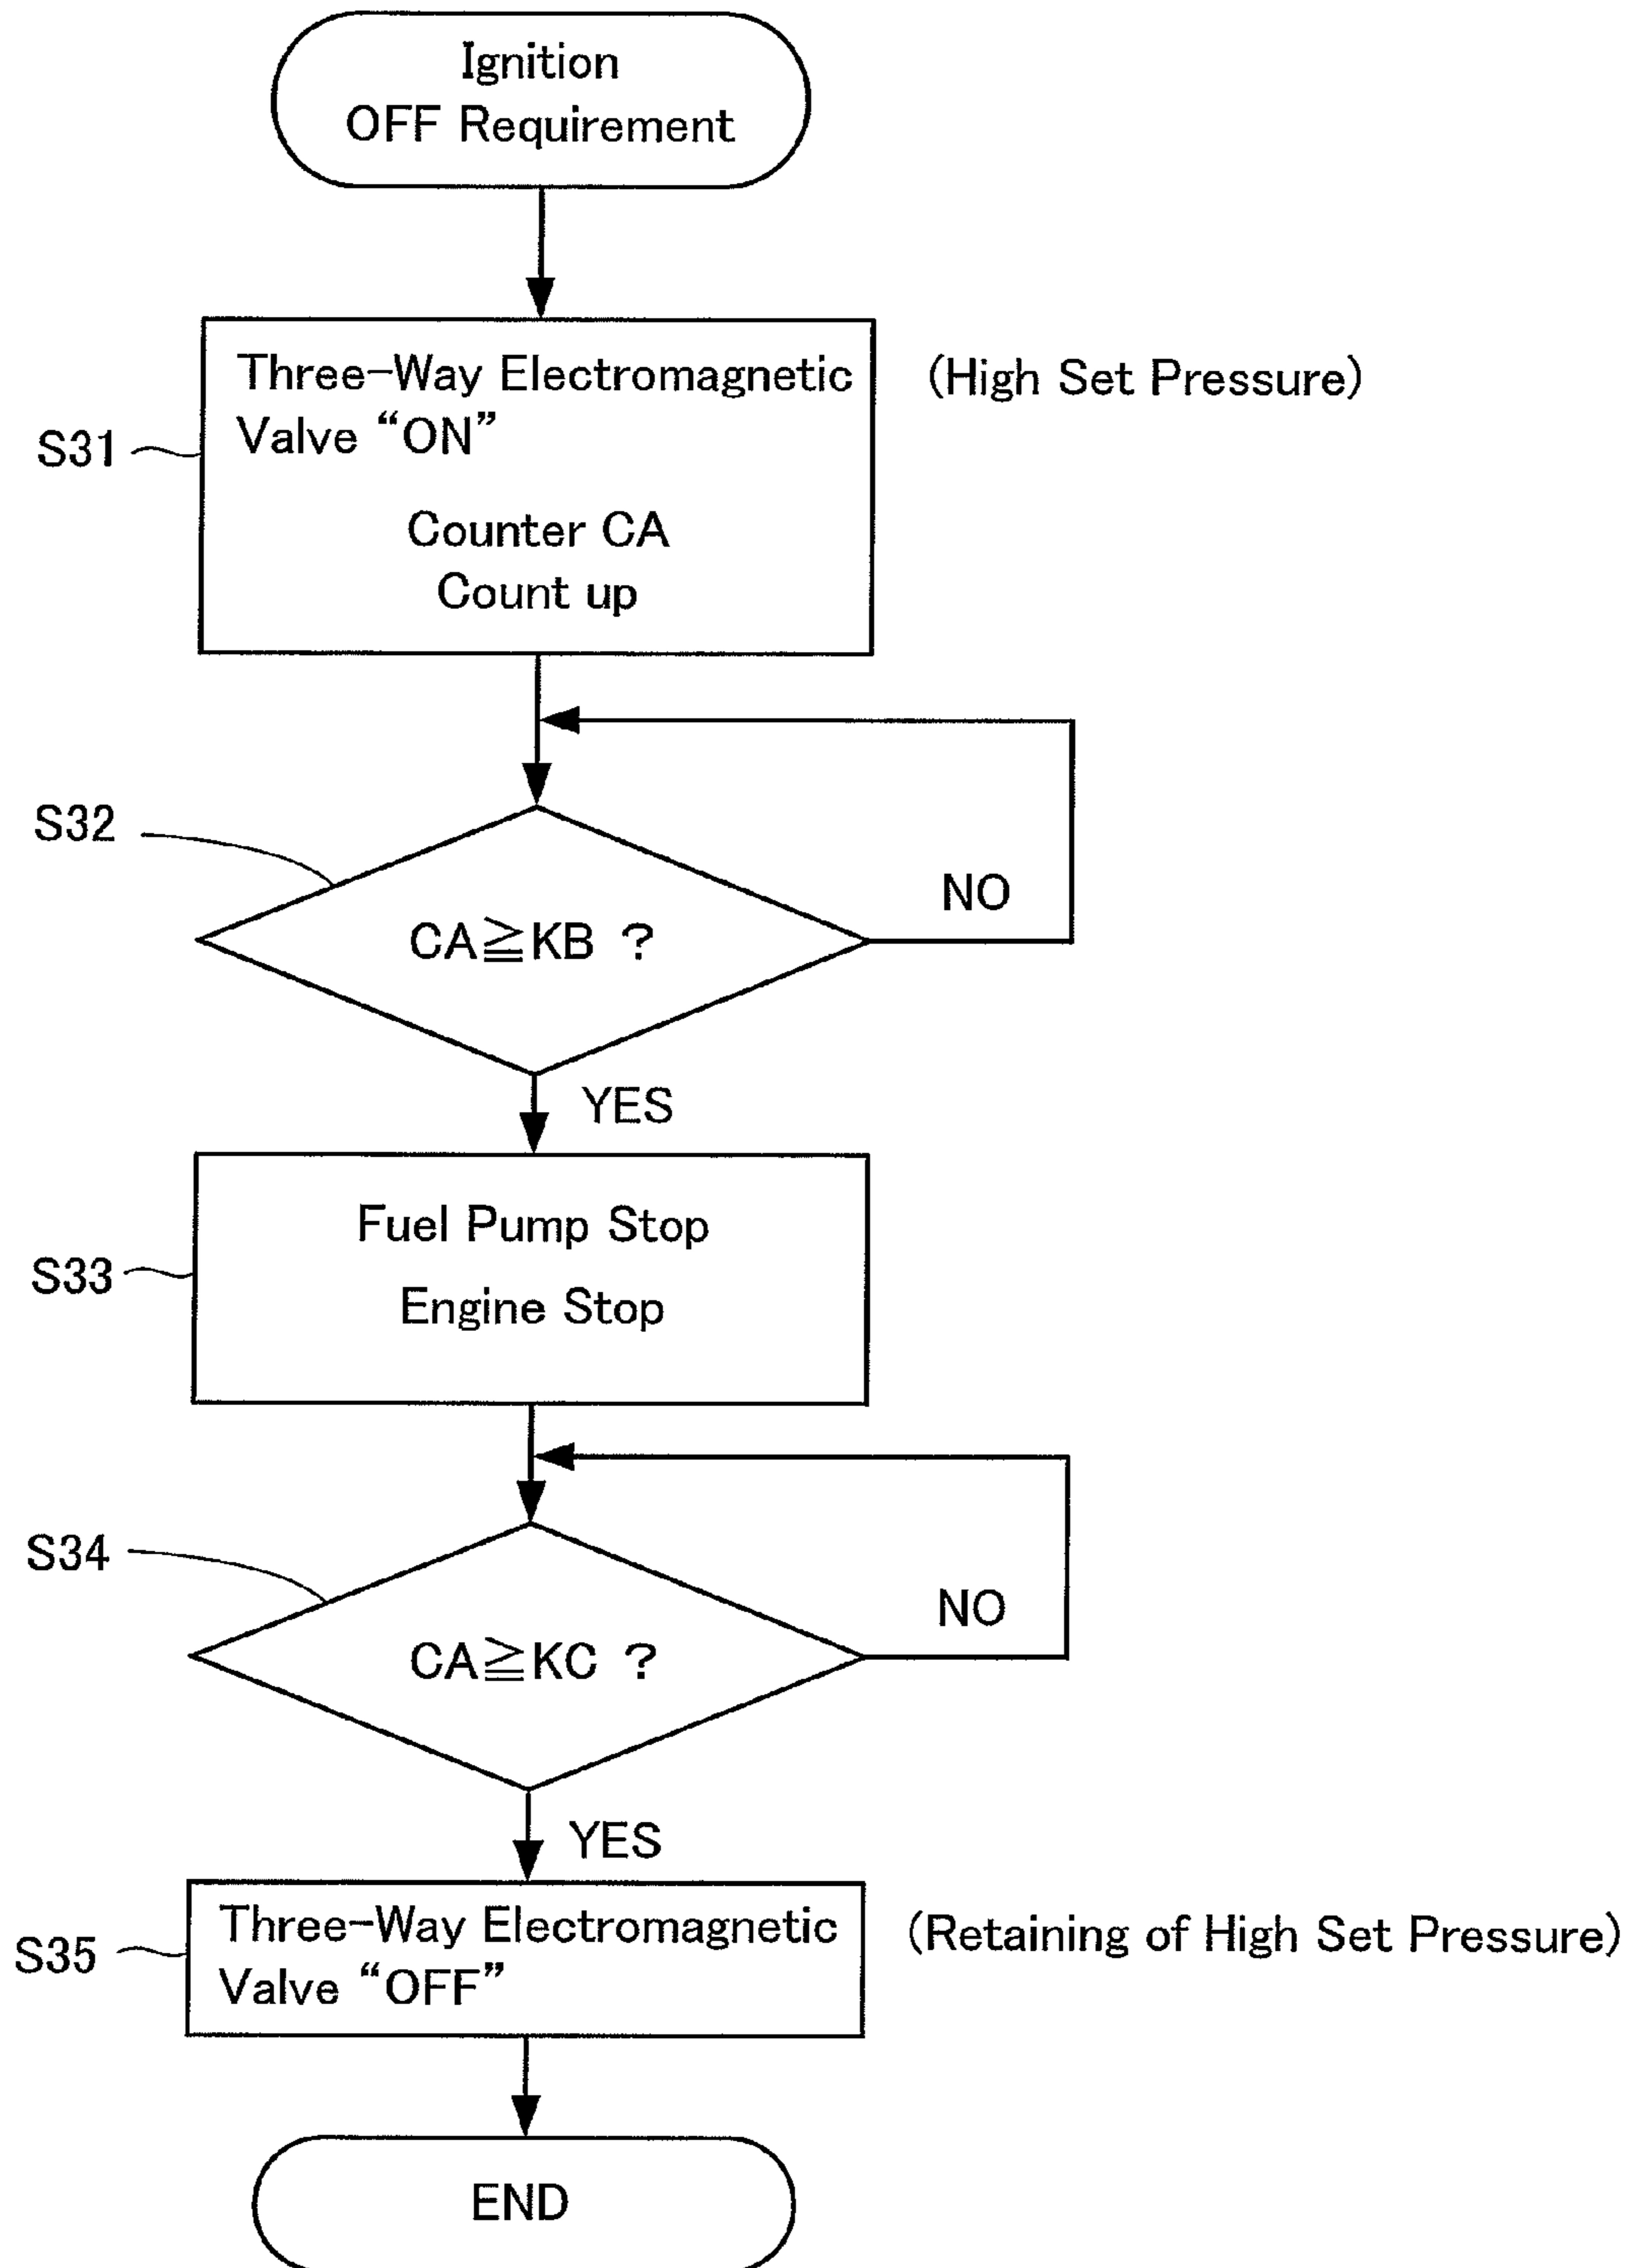 Ignition
OFF Requirement
Three-Way Electromagnetic
Valve “ON”
(High Set Pressure)
S31
Counter CA
Count up
S32
NO
CA≧KB ?
YES
Fuel Pump Stop
S33
Engine Stop
S34
NO
CA≧KC ?
YES
Three-Way Electromagnetic
Valve “OFF”
(Retaining of High Set Pressure)
S35
END